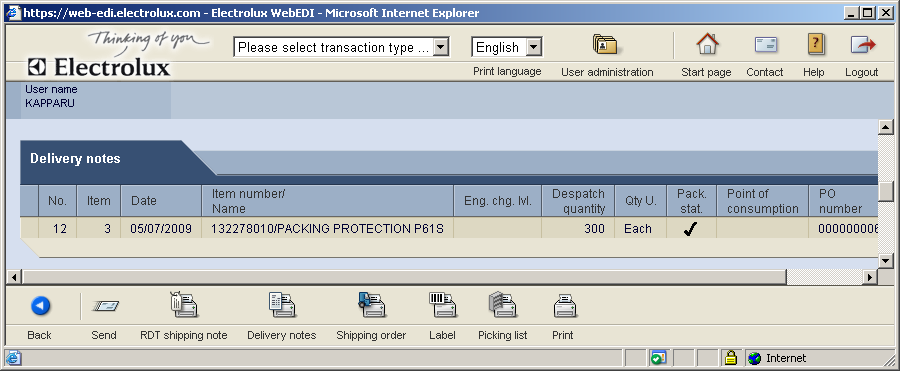 https://web-edi.electrolux.com - Electrolux WebEDI - Microsoft Internet Explorer
Thinking of you
Electrolux
Please select transaction type ...
English
Print language
User administration
Start page
Contact
Help
Logout
User name
KAPPARU
Delivery notes
No. Item Date Item number/ Name Eng. chg. lvl. Despatch quantity Qty U. Pack. stat. Point of consumption PO number
12 3 05/07/2009 132278010/PACKING PROTECTION P61S 300 Each 000000006
Back Send RDT shipping note Delivery notes Shipping order Label Picking list Print
Internet